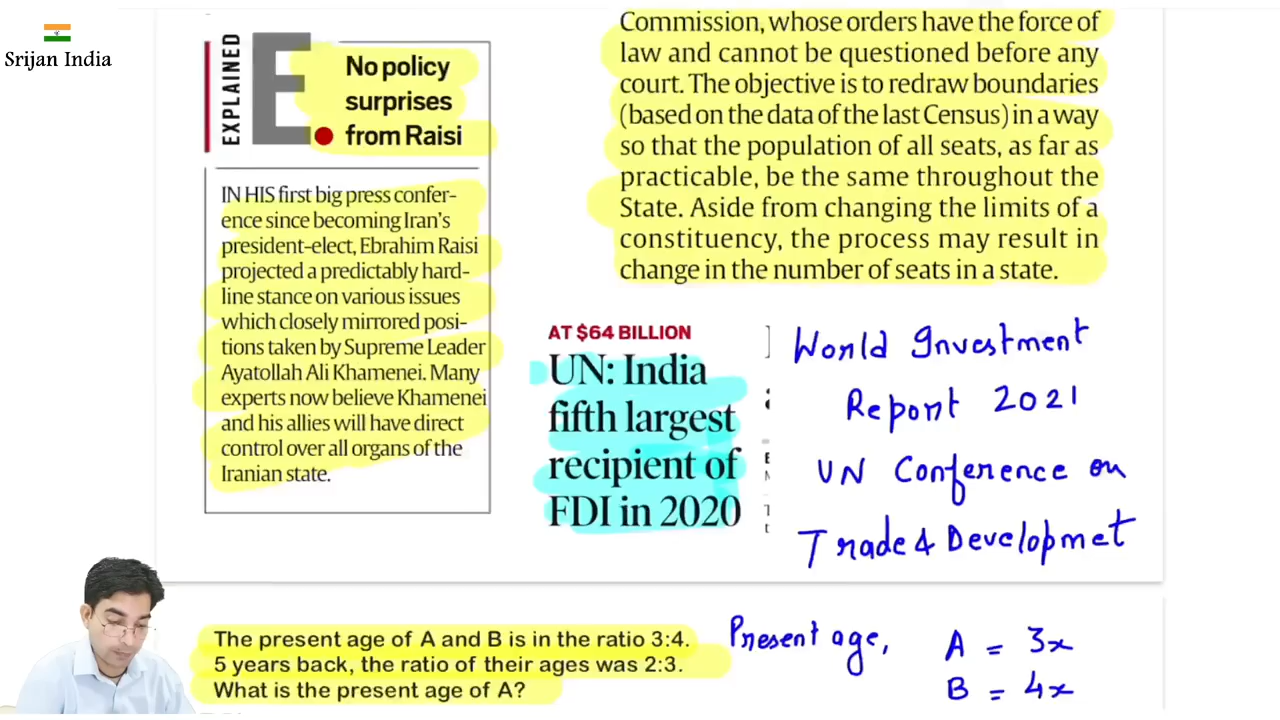 Srijan India
EXPLAINED
E.
No policy
surprises
from Raisi
IN HIS first big press confer-
ence since becoming Iran's
president-elect, Ebrahim Raisi
projected a predictably hard-
line stance on various issues
which closely mirrored posi-
tions taken by Supreme Leader
Ayatollah Ali Khamenei. Many
experts now believe Khamenei
and his allies will have direct
control over all organs of the
Iranian state.
Commission, whose orders have the force of
law and cannot be questioned before any
court. The objective is to redraw boundaries
(based on the data of the last Census) in a way
so that the population of all seats, as far as
practicable, be the same throughout the
State. Aside from changing the limits of a
constituency, the process may result in
change in the number of seats in a state.
AT $64 BILLION
UN: India
fifth largest
recipient of
FDI in 2020
World Investment
Report 2021
UN Conference on
Trade & Developmet
The present age of A and B is in the ratio 3:4.
5 years back, the ratio of their ages was 2:3.
What is the present age of A?
Present age,
A = 3x
B = 4x